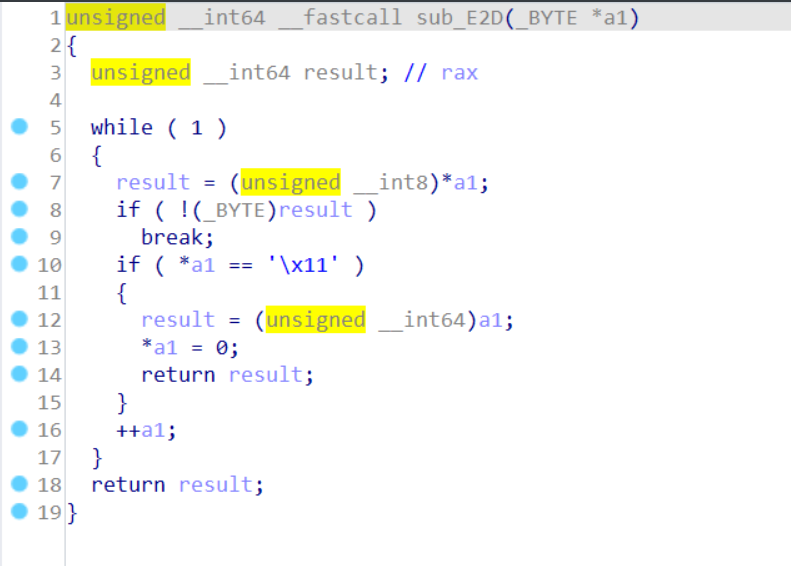 1 unsigned __int64 __fastcall sub_E2D(_BYTE *a1)
2 {
3   unsigned __int64 result; // rax
4
5   while ( 1 )
6   {
7     result = (unsigned __int8)*a1;
8     if ( !(_BYTE)result )
9       break;
10     if ( *a1 == '\x11' )
11     {
12       result = (unsigned __int64)a1;
13       *a1 = 0;
14       return result;
15     }
16     ++a1;
17   }
18   return result;
19 }